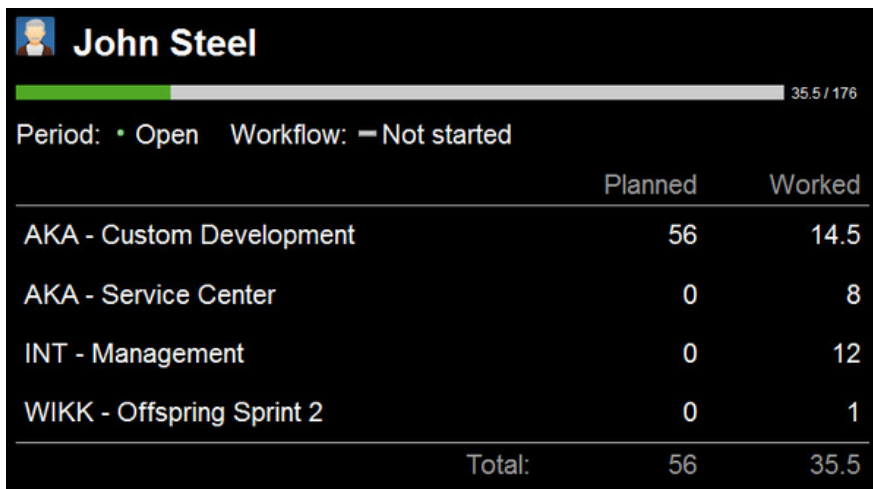 John Steel
35.5 / 176
Period: • Open Workflow: Not started
Planned Worked
AKA - Custom Development 56 14.5
AKA - Service Center 0 8
INT - Management 0 12
WIKK - Offspring Sprint 2 0 1
Total: 56 35.5